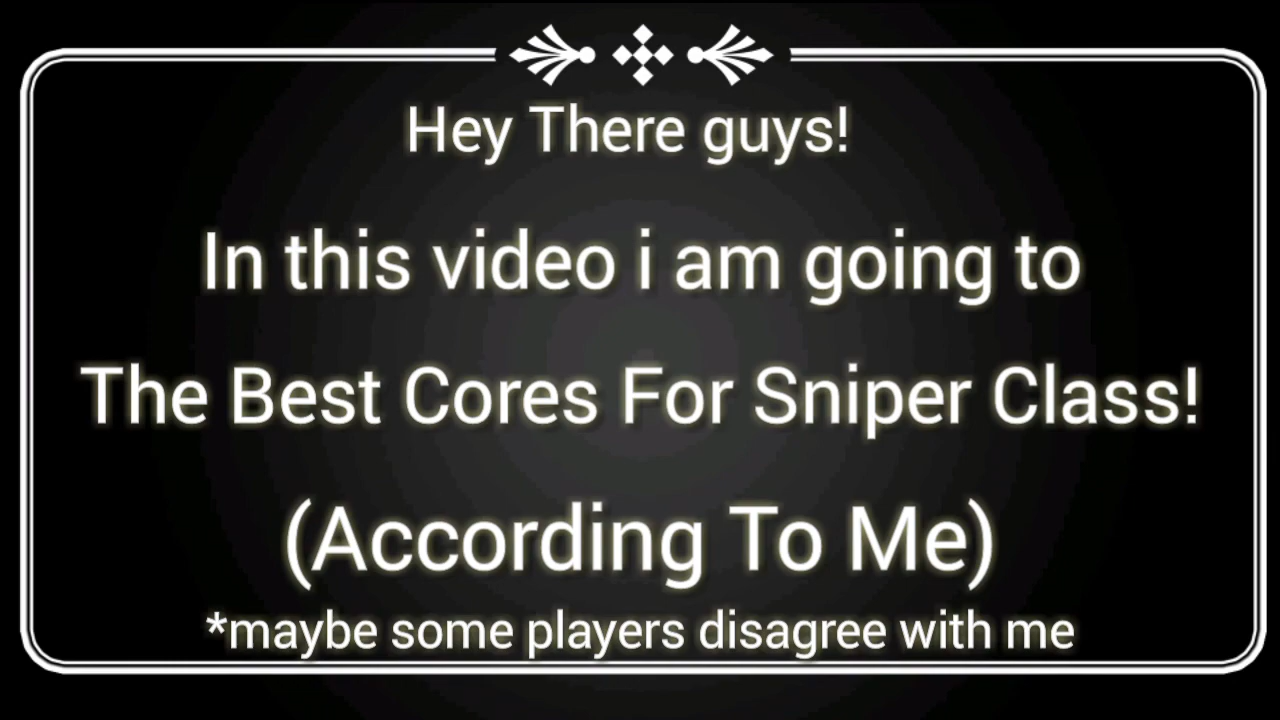 Hey There guys!
In this video i am going to
The Best Cores For Sniper Class!
(According To Me)
*maybe some players disagree with me